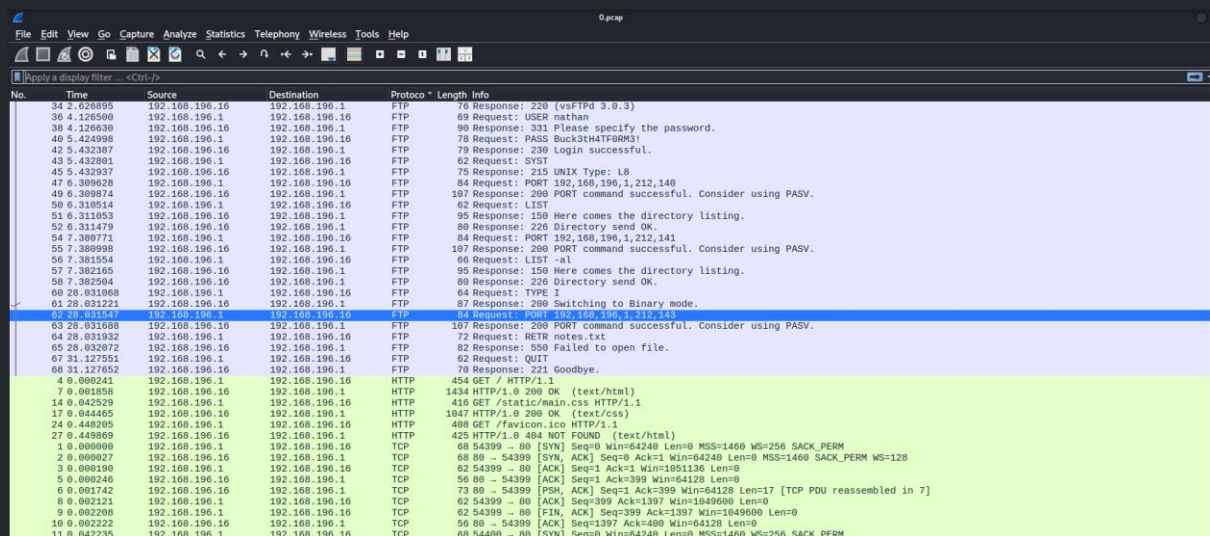 0.pcap
File Edit View Go Capture Analyze Statistics Telephony Wireless Tools Help
Apply a display filter ... <Ctrl-/>
No. Time Source Destination Protoco Length Info
34 2.626895 192.168.196.16 192.168.196.1 FTP 76 Response: 220 (vsFTPd 3.0.3)
36 4.126500 192.168.196.1 192.168.196.16 FTP 69 Request: USER nathan
38 4.126630 192.168.196.16 192.168.196.1 FTP 90 Response: 331 Please specify the password.
40 5.424998 192.168.196.1 192.168.196.16 FTP 78 Request: PASS Buck3tH4TF0RM3!
42 5.432387 192.168.196.16 192.168.196.1 FTP 79 Response: 230 Login successful.
43 5.432801 192.168.196.1 192.168.196.16 FTP 62 Request: SYST
45 5.432937 192.168.196.16 192.168.196.1 FTP 75 Response: 215 UNIX Type: L8
47 6.309628 192.168.196.1 192.168.196.16 FTP 84 Request: PORT 192,168,196,1,212,140
49 6.309874 192.168.196.16 192.168.196.1 FTP 107 Response: 200 PORT command successful. Consider using PASV.
50 6.310514 192.168.196.1 192.168.196.16 FTP 62 Request: LIST
51 6.311053 192.168.196.16 192.168.196.1 FTP 95 Response: 150 Here comes the directory listing.
52 6.311479 192.168.196.16 192.168.196.1 FTP 80 Response: 226 Directory send OK.
54 7.380771 192.168.196.1 192.168.196.16 FTP 84 Request: PORT 192,168,196,1,212,141
55 7.380998 192.168.196.16 192.168.196.1 FTP 107 Response: 200 PORT command successful. Consider using PASV.
56 7.381554 192.168.196.1 192.168.196.16 FTP 66 Request: LIST -al
57 7.382165 192.168.196.16 192.168.196.1 FTP 95 Response: 150 Here comes the directory listing.
58 7.382504 192.168.196.16 192.168.196.1 FTP 80 Response: 226 Directory send OK.
60 28.031068 192.168.196.1 192.168.196.16 FTP 64 Request: TYPE I
61 28.031221 192.168.196.16 192.168.196.1 FTP 87 Response: 200 Switching to Binary mode.
62 28.031547 192.168.196.1 192.168.196.16 FTP 84 Request: PORT 192,168,196,1,212,143
63 28.031688 192.168.196.16 192.168.196.1 FTP 107 Response: 200 PORT command successful. Consider using PASV.
64 28.031932 192.168.196.1 192.168.196.16 FTP 72 Request: RETR notes.txt
65 28.032072 192.168.196.16 192.168.196.1 FTP 82 Response: 550 Failed to open file.
67 31.127551 192.168.196.1 192.168.196.16 FTP 62 Request: QUIT
68 31.127652 192.168.196.16 192.168.196.1 FTP 70 Response: 221 Goodbye.
4 0.000241 192.168.196.1 192.168.196.16 HTTP 454 GET / HTTP/1.1
7 0.001858 192.168.196.16 192.168.196.1 HTTP 1434 HTTP/1.0 200 OK (text/html)
14 0.042529 192.168.196.1 192.168.196.16 HTTP 416 GET /static/main.css HTTP/1.1
17 0.044465 192.168.196.16 192.168.196.1 HTTP 1047 HTTP/1.0 200 OK (text/css)
24 0.448205 192.168.196.1 192.168.196.16 HTTP 408 GET /favicon.ico HTTP/1.1
27 0.449869 192.168.196.16 192.168.196.1 HTTP 425 HTTP/1.0 404 NOT FOUND (text/html)
1 0.000000 192.168.196.1 192.168.196.16 TCP 68 54399 → 80 [SYN] Seq=0 Win=64240 Len=0 MSS=1460 WS=256 SACK_PERM
2 0.000027 192.168.196.16 192.168.196.1 TCP 68 80 → 54399 [SYN, ACK] Seq=0 Ack=1 Win=64240 Len=0 MSS=1460 SACK_PERM WS=128
3 0.000190 192.168.196.1 192.168.196.16 TCP 62 54399 → 80 [ACK] Seq=1 Ack=1 Win=1051136 Len=0
5 0.000246 192.168.196.16 192.168.196.1 TCP 56 80 → 54399 [ACK] Seq=1 Ack=399 Win=64128 Len=0
6 0.001742 192.168.196.16 192.168.196.1 TCP 73 80 → 54399 [PSH, ACK] Seq=1 Ack=399 Win=64128 Len=17 [TCP PDU reassembled in 7]
8 0.002121 192.168.196.1 192.168.196.16 TCP 62 54399 → 80 [ACK] Seq=399 Ack=1397 Win=1049600 Len=0
9 0.002208 192.168.196.1 192.168.196.16 TCP 62 54399 → 80 [FIN, ACK] Seq=399 Ack=1397 Win=1049600 Len=0
10 0.002222 192.168.196.16 192.168.196.1 TCP 56 80 → 54399 [ACK] Seq=1397 Ack=400 Win=64128 Len=0
11 0.042235 192.168.196.1 192.168.196.16 TCP 68 54400 → 80 [SYN] Seq=0 Win=64240 Len=0 MSS=1460 WS=256 SACK_PERM